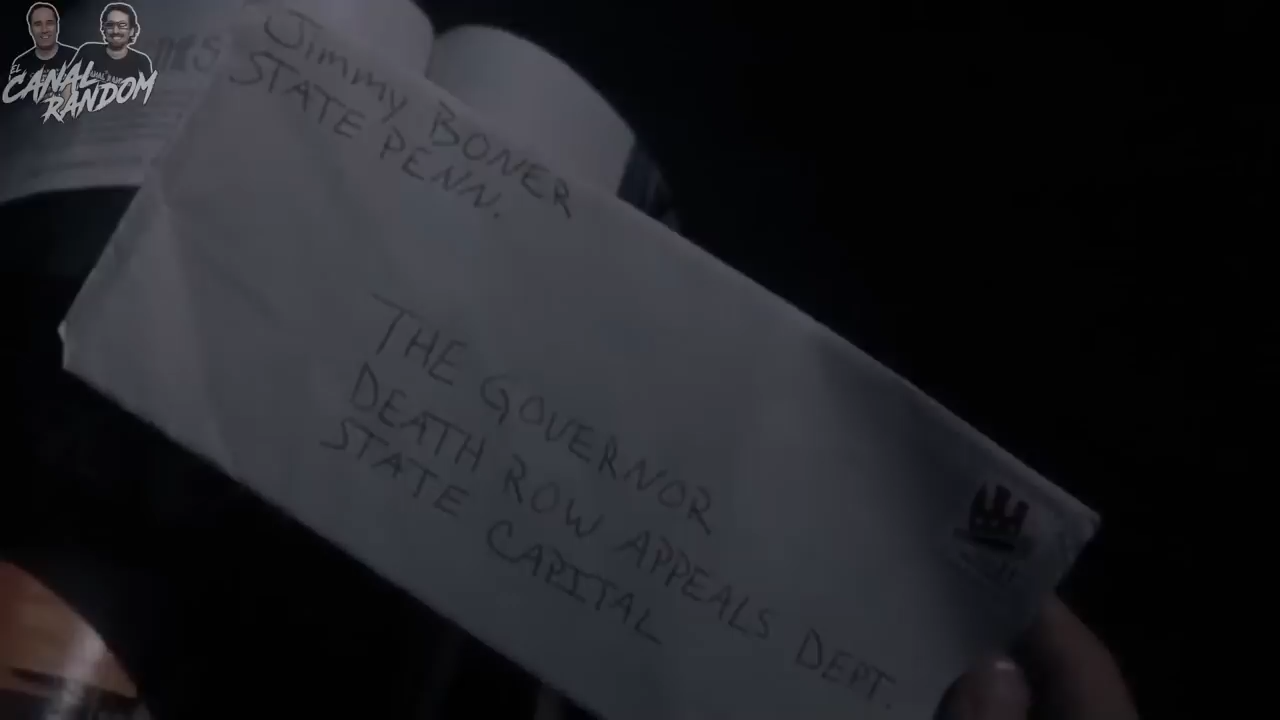 EL
CANAL
RANDOM
Jimmy BONER
STATE PENN.
THE GOVERNOR
DEATH ROW APPEALS DEPT.
STATE CAPITAL